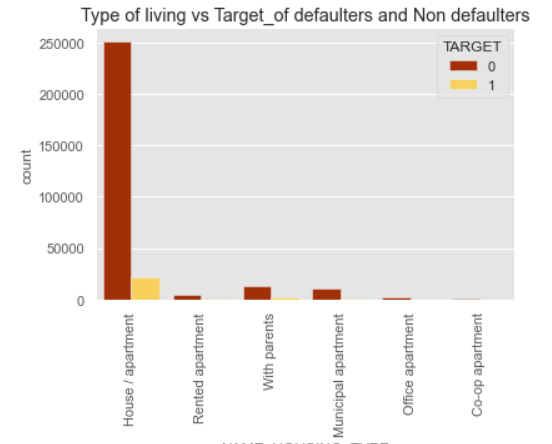 Type of living vs Target_of defaulters and Non defaulters
TARGET
0
1
250000
200000
150000
100000
50000
0
count
House / apartment
Rented apartment
With parents
Municipal apartment
Office apartment
Co-op apartment